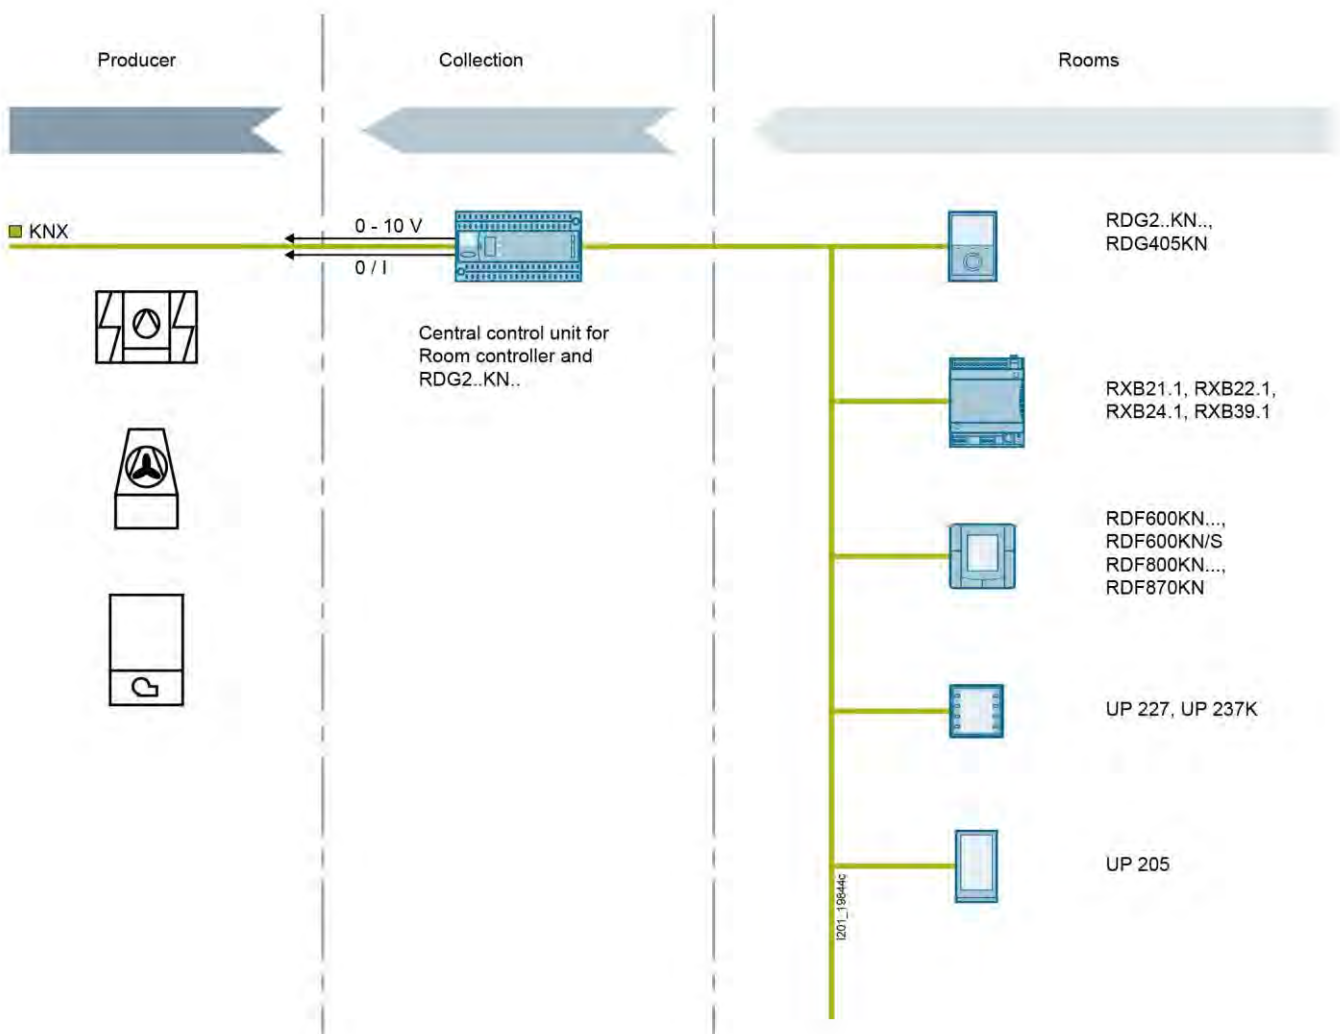 Producer
Collection
Rooms
KNX
0 - 10 V
0 / I
Central control unit for
Room controller and
RDG2..KN..
RDG2..KN..,
RDG405KN
RXB21.1, RXB22.1,
RXB24.1, RXB39.1
RDF600KN...,
RDF600KN/S
RDF800KN...,
RDF870KN
UP 227, UP 237K
UP 205
I201_19844c